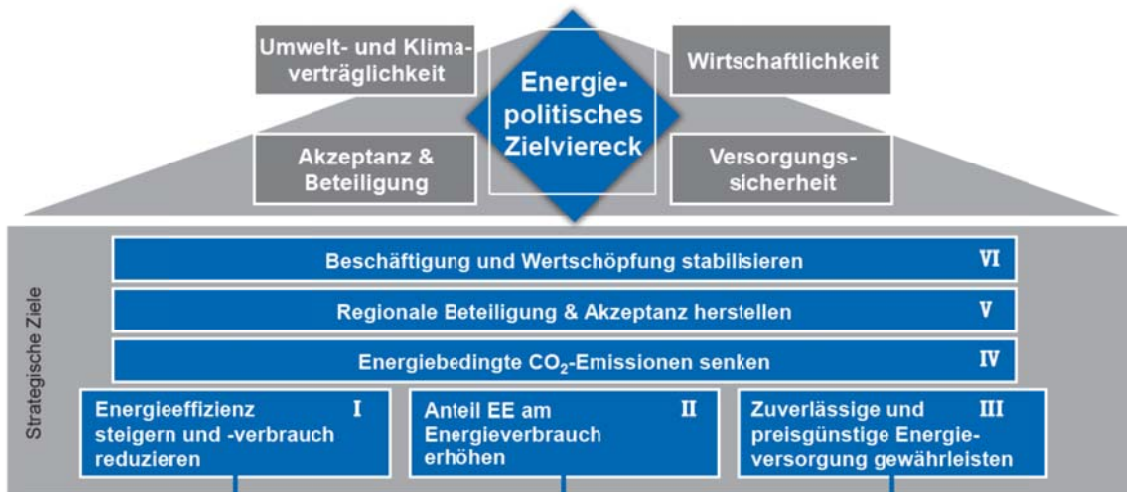 Umwelt- und Klima-
verträglichkeit
Energie-
politisches
Zielviereck
Wirtschaftlichkeit
Akzeptanz &
Beteiligung
Versorgungs-
sicherheit
Strategische Ziele
Beschäftigung und Wertschöpfung stabilisieren VI
Regionale Beteiligung & Akzeptanz herstellen V
Energiebedingte CO₂-Emissionen senken IV
Energieeffizienz I
steigern und -verbrauch
reduzieren
Anteil EE am II
Energieverbrauch
erhöhen
Zuverlässige und III
preisgünstige Energie-
versorgung gewährleisten